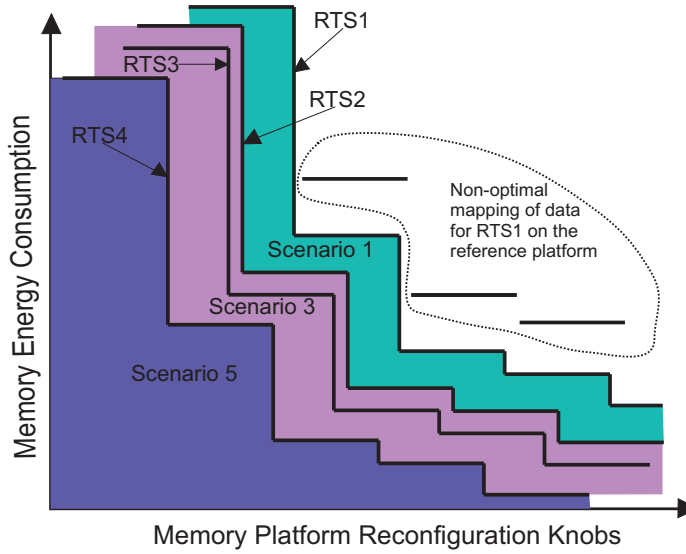 RTS1
RTS3
RTS2
RTS4
Non-optimal
mapping of data
for RTS1 on the
reference platform
Scenario 1
Scenario 3
Scenario 5
Memory Energy Consumption
Memory Platform Reconfiguration Knobs